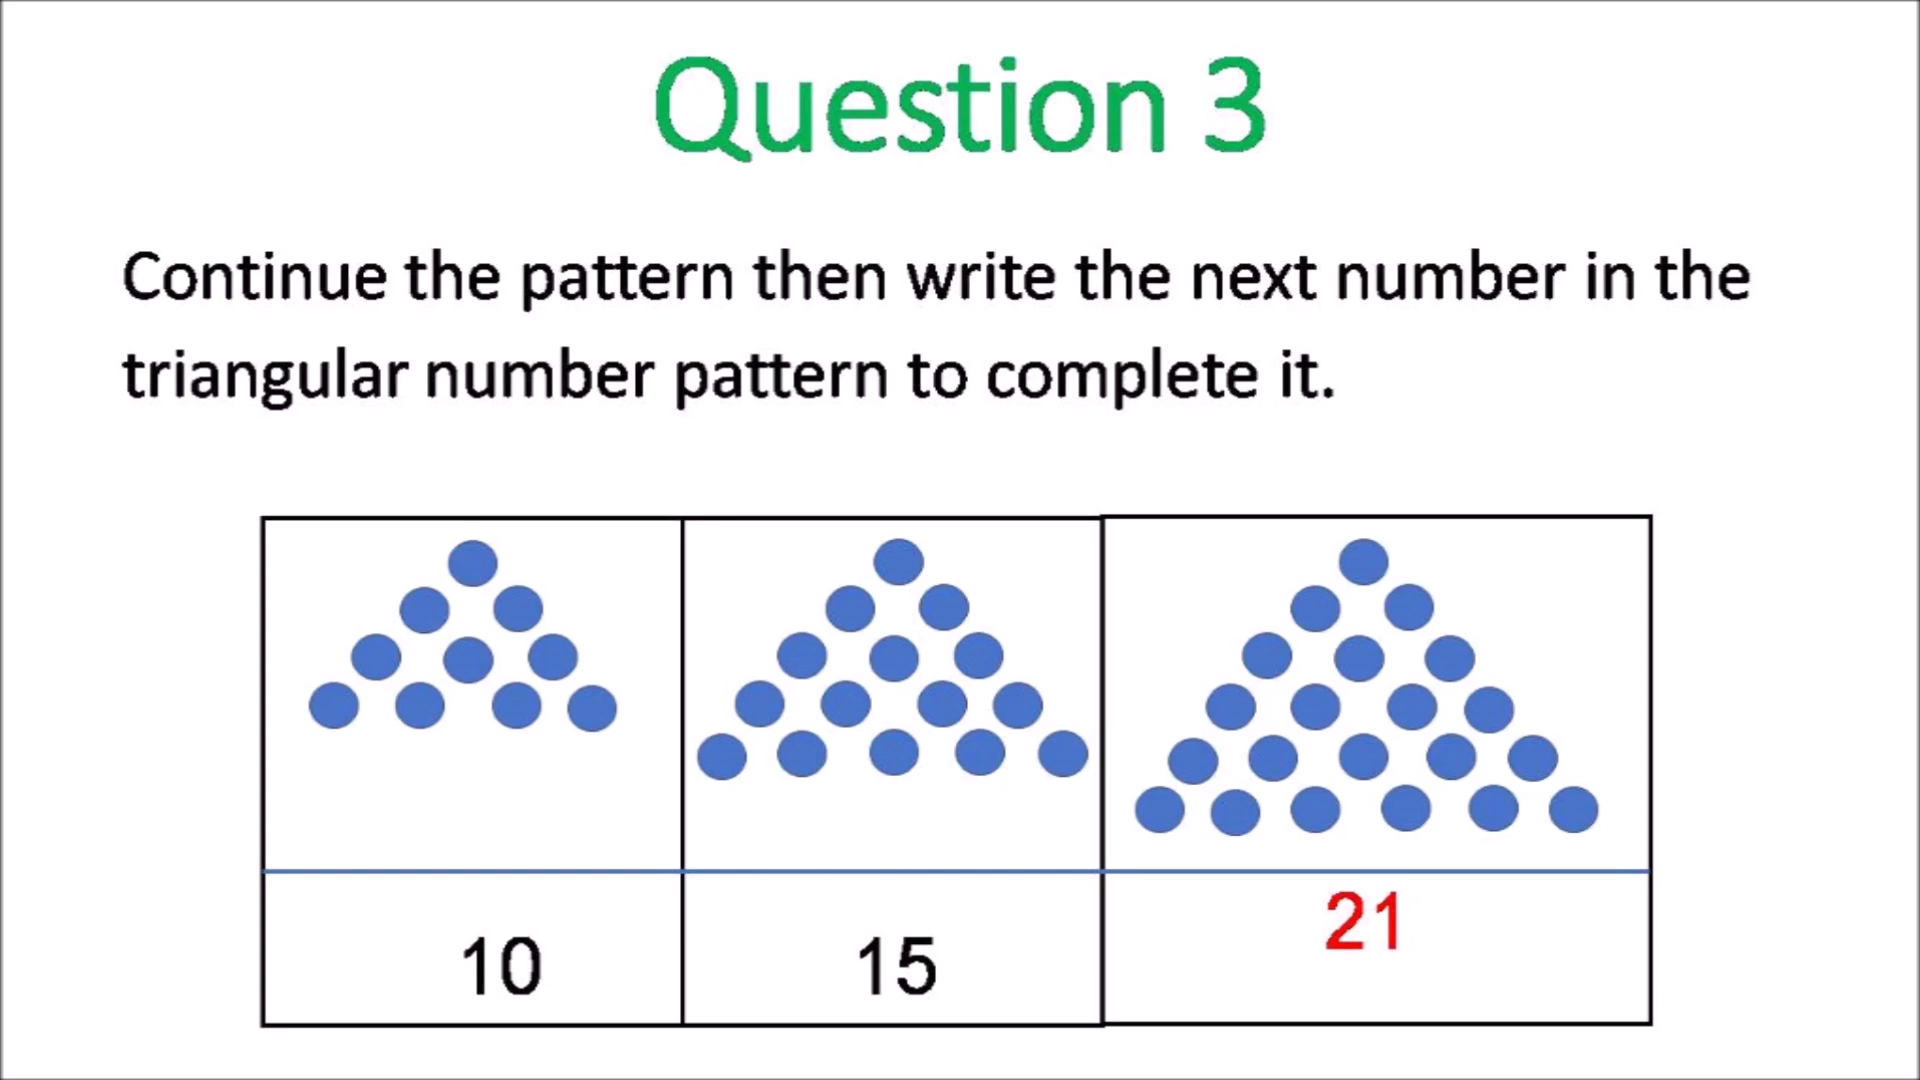 Question 3
Continue the pattern then write the next number in the
triangular number pattern to complete it.
10
15
21